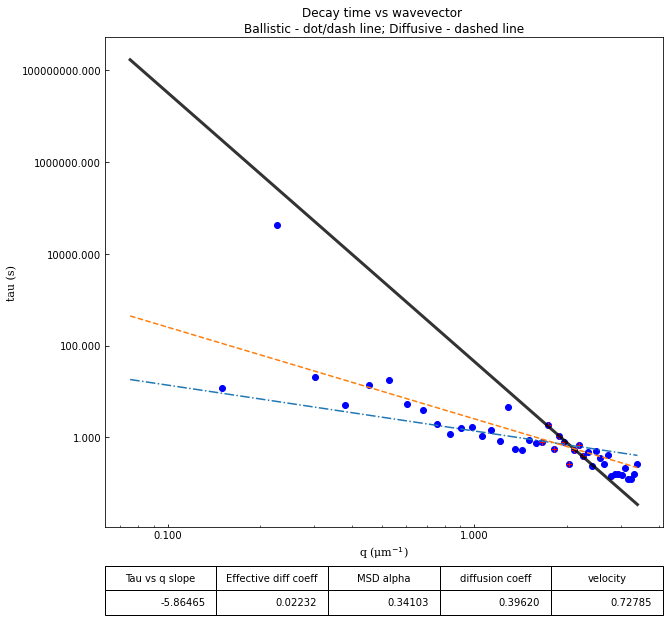 Decay time vs wavevector
Ballistic - dot/dash line; Diffusive - dashed line
100000000.000
1000000.000
10000.000
100.000
1.000
tau (s)
0.100
1.000
q (μm⁻¹)
Tau vs q slope Effective diff coeff MSD alpha diffusion coeff velocity
-5.86465 0.02232 0.34103 0.39620 0.72785